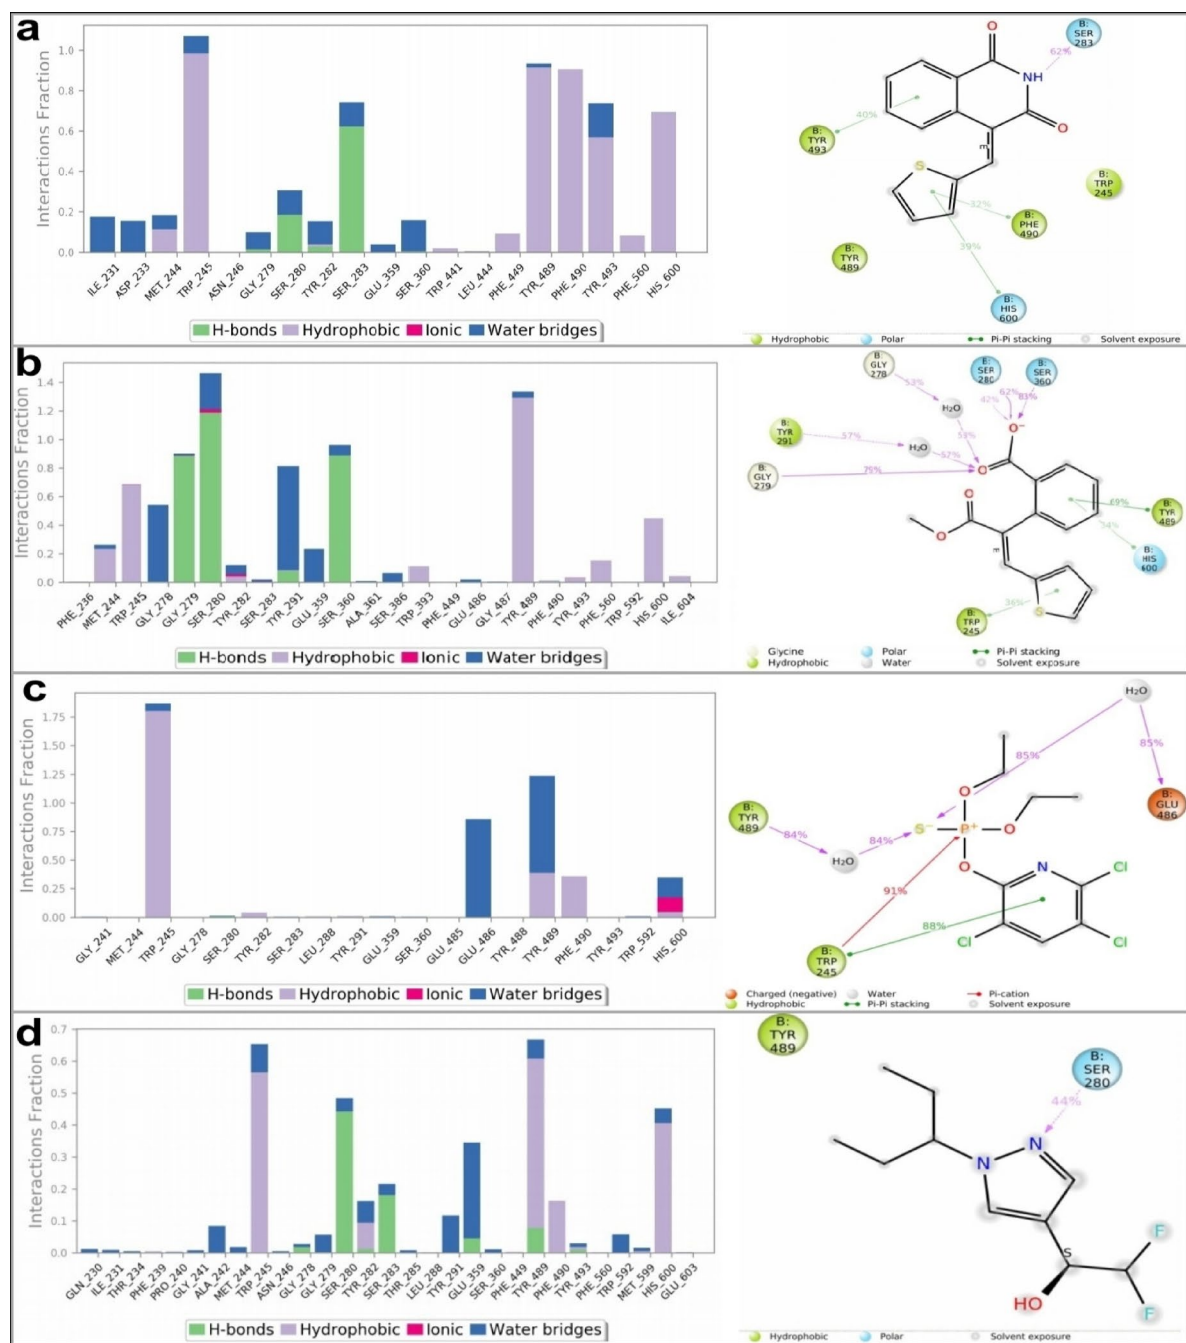 a
Interactions Fraction
1.0
0.8
0.6
0.4
0.2
0.0
ILE_231
ASP_233
MET_244
TRP_245
ASN_246
GLY_279
SER_280
TYR_282
SER_283
GLU_359
SER_360
TRP_441
LEU_444
PHE_449
TYR_489
PHE_490
TYR_493
PHE_560
HIS_600
H-bonds Hydrophobic Ionic Water bridges
O
B:
SER
283
62%
NH
40%
B:
TYR
493
O
E
S
B:
TRP
245
32%
B:
PHE
490
39%
B:
TYR
489
B:
HIS
600
Hydrophobic Polar Pi-Pi stacking Solvent exposure
b
Interactions Fraction
1.4
1.2
1.0
0.8
0.6
0.4
0.2
0.0
PHE_236
MET_244
TRP_245
GLY_278
GLY_279
SER_280
TYR_282
SER_283
TYR_291
GLU_359
SER_360
ALA_361
SER_386
TRP_393
PHE_449
GLU_486
GLY_487
TYR_489
PHE_490
TYR_493
PHE_560
TRP_592
HIS_600
ILE_604
H-bonds Hydrophobic Ionic Water bridges
B:
GLY
278
B:
SER
280
B:
SER
360
53%
62%
42%
83%
H₂O
O⁻
B:
TYR
291
57%
H₂O
57%
53%
O
B:
GLY
279
79%
O
O
E
69%
B:
TYR
489
34%
B:
HIS
600
36%
S
B:
TRP
245
Glycine Polar Pi-Pi stacking
Hydrophobic Water Solvent exposure
c
Interactions Fraction
1.75
1.50
1.25
1.00
0.75
0.50
0.25
0.00
GLY_241
MET_244
TRP_245
GLY_278
SER_280
TYR_282
SER_283
LEU_288
TYR_291
GLU_359
SER_360
GLU_485
GLU_486
TYR_488
TYR_489
PHE_490
TYR_493
TRP_592
HIS_600
H-bonds Hydrophobic Ionic Water bridges
H₂O
85%
85%
B:
GLU
486
O
B:
TYR
489
84%
H₂O
84%
S⁻
P⁺
O
O
N
Cl
91%
88%
Cl
Cl
B:
TRP
245
Charged (negative) Water Pi-cation
Hydrophobic Pi-Pi stacking Solvent exposure
d
Interactions Fraction
0.7
0.6
0.5
0.4
0.3
0.2
0.1
0.0
GLN_230
ILE_231
THR_234
PHE_239
PRO_240
GLY_241
ALA_242
MET_244
TRP_245
ASN_246
GLY_278
GLY_279
SER_280
TYR_282
SER_283
THR_285
LEU_288
TYR_291
GLU_359
SER_360
PHE_449
TYR_489
PHE_490
TYR_493
PHE_560
TRP_592
MET_599
HIS_600
GLU_603
H-bonds Hydrophobic Ionic Water bridges
B:
TYR
489
B:
SER
280
44%
N
N
S
F
HO
F
Hydrophobic Polar Solvent exposure